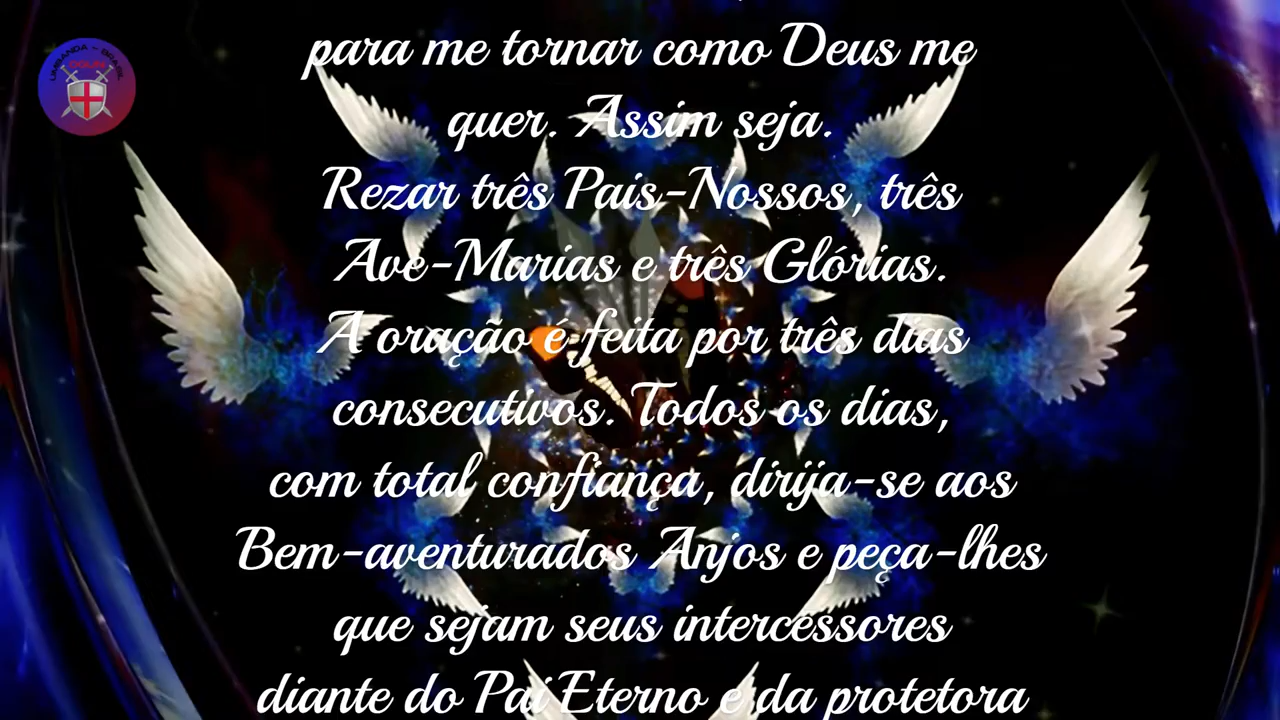 UMBANDA - BRASIL
para me tornar como Deus me
quer. Assim seja.
Rezar três Pais-Nossos, três
Ave-Marias e três Glórias.
A oração é feita por três dias
consecutivos. Todos os dias,
com total confiança, dirija-se aos
Bem-aventurados Anjos e peça-lhes
que sejam seus intercessores
diante do Pai Eterno e da protetora